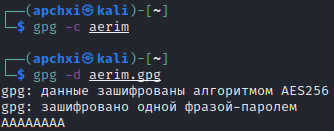 ┌──(apchxi㉿kali)-[~]
└─$ gpg -c aerim
┌──(apchxi㉿kali)-[~]
└─$ gpg -d aerim.gpg
gpg: данные зашифрованы алгоритмом AES256
gpg: зашифровано одной фразой-паролем
AAAAAAAA